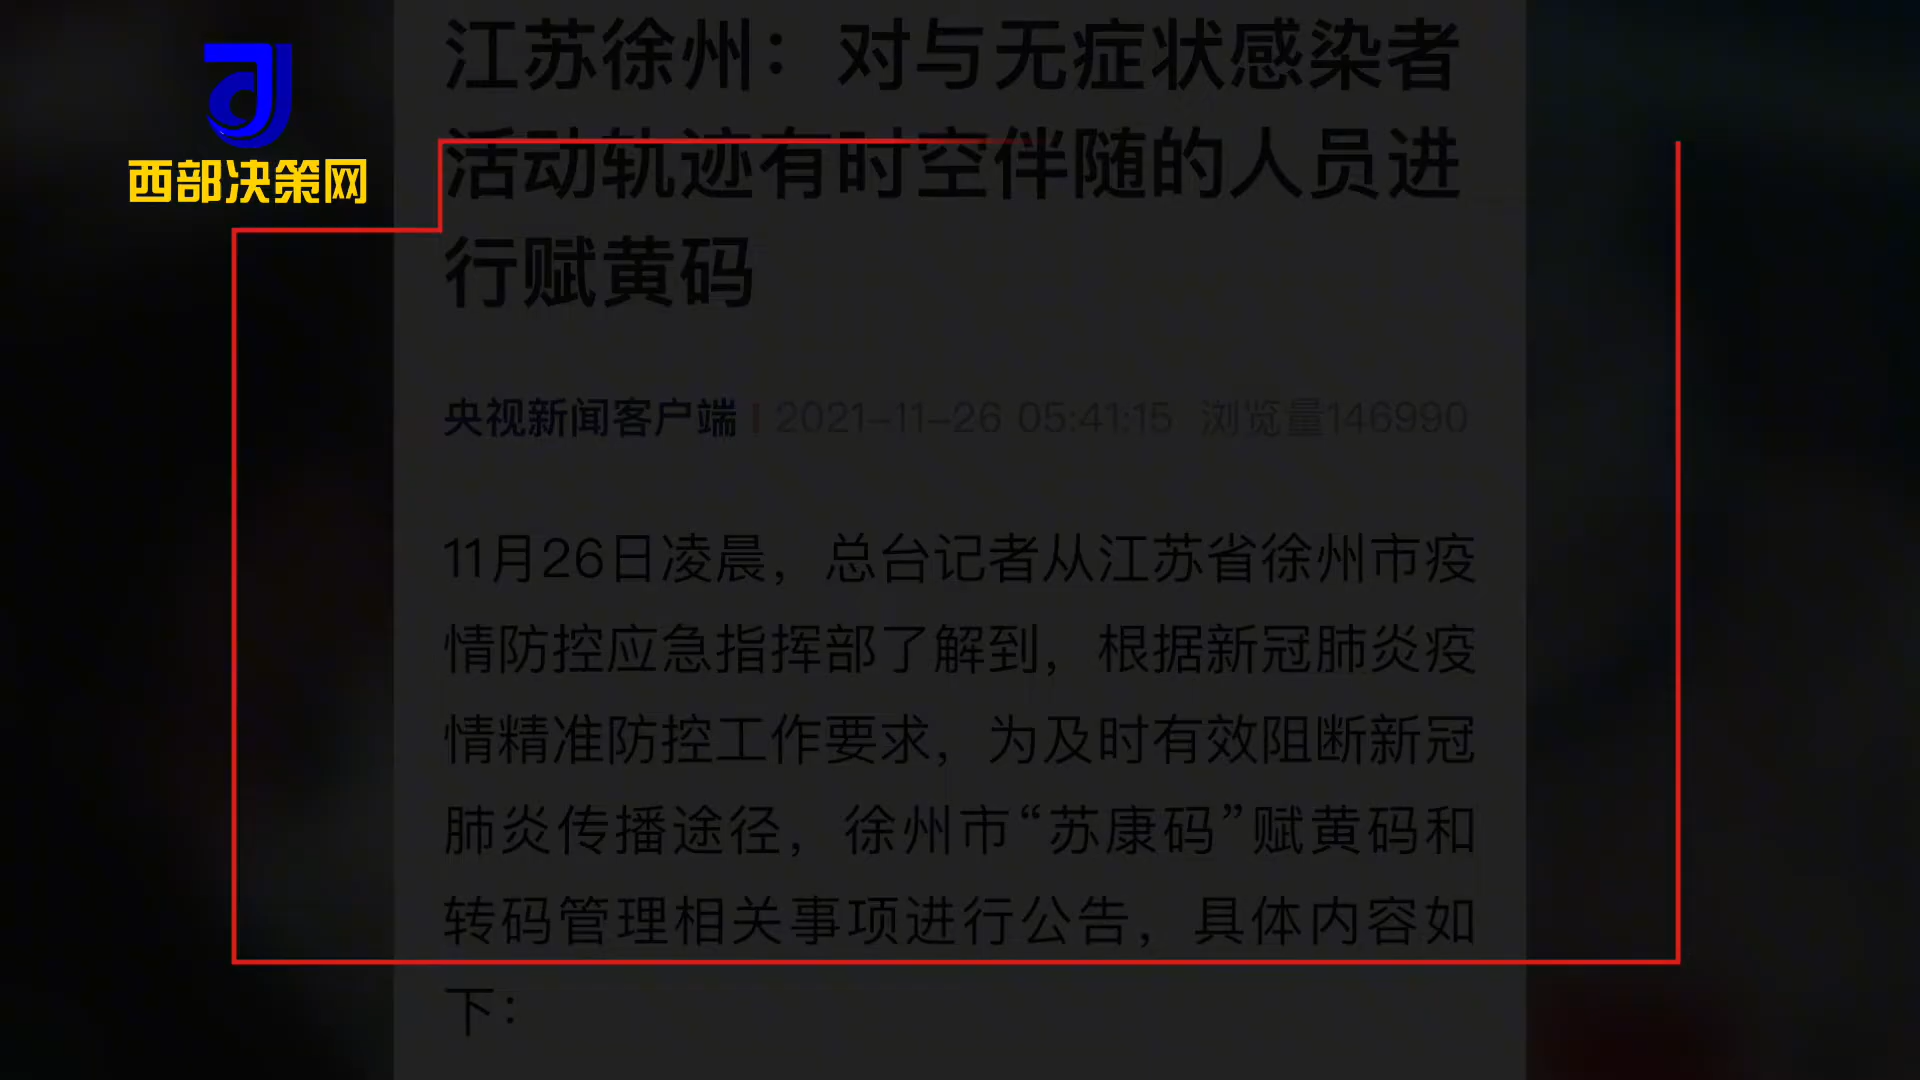 西部决策网
江苏徐州：对与无症状感染者
活动轨迹有时空伴随的人员进
行赋黄码
央视新闻客户端 | 2021-11-26 05:41:15 浏览量146990
11月26日凌晨，总台记者从江苏省徐州市疫
情防控应急指挥部了解到，根据新冠肺炎疫
情精准防控工作要求，为及时有效阻断新冠
肺炎传播途径，徐州市“苏康码”赋黄码和
转码管理相关事项进行公告，具体内容如
下：